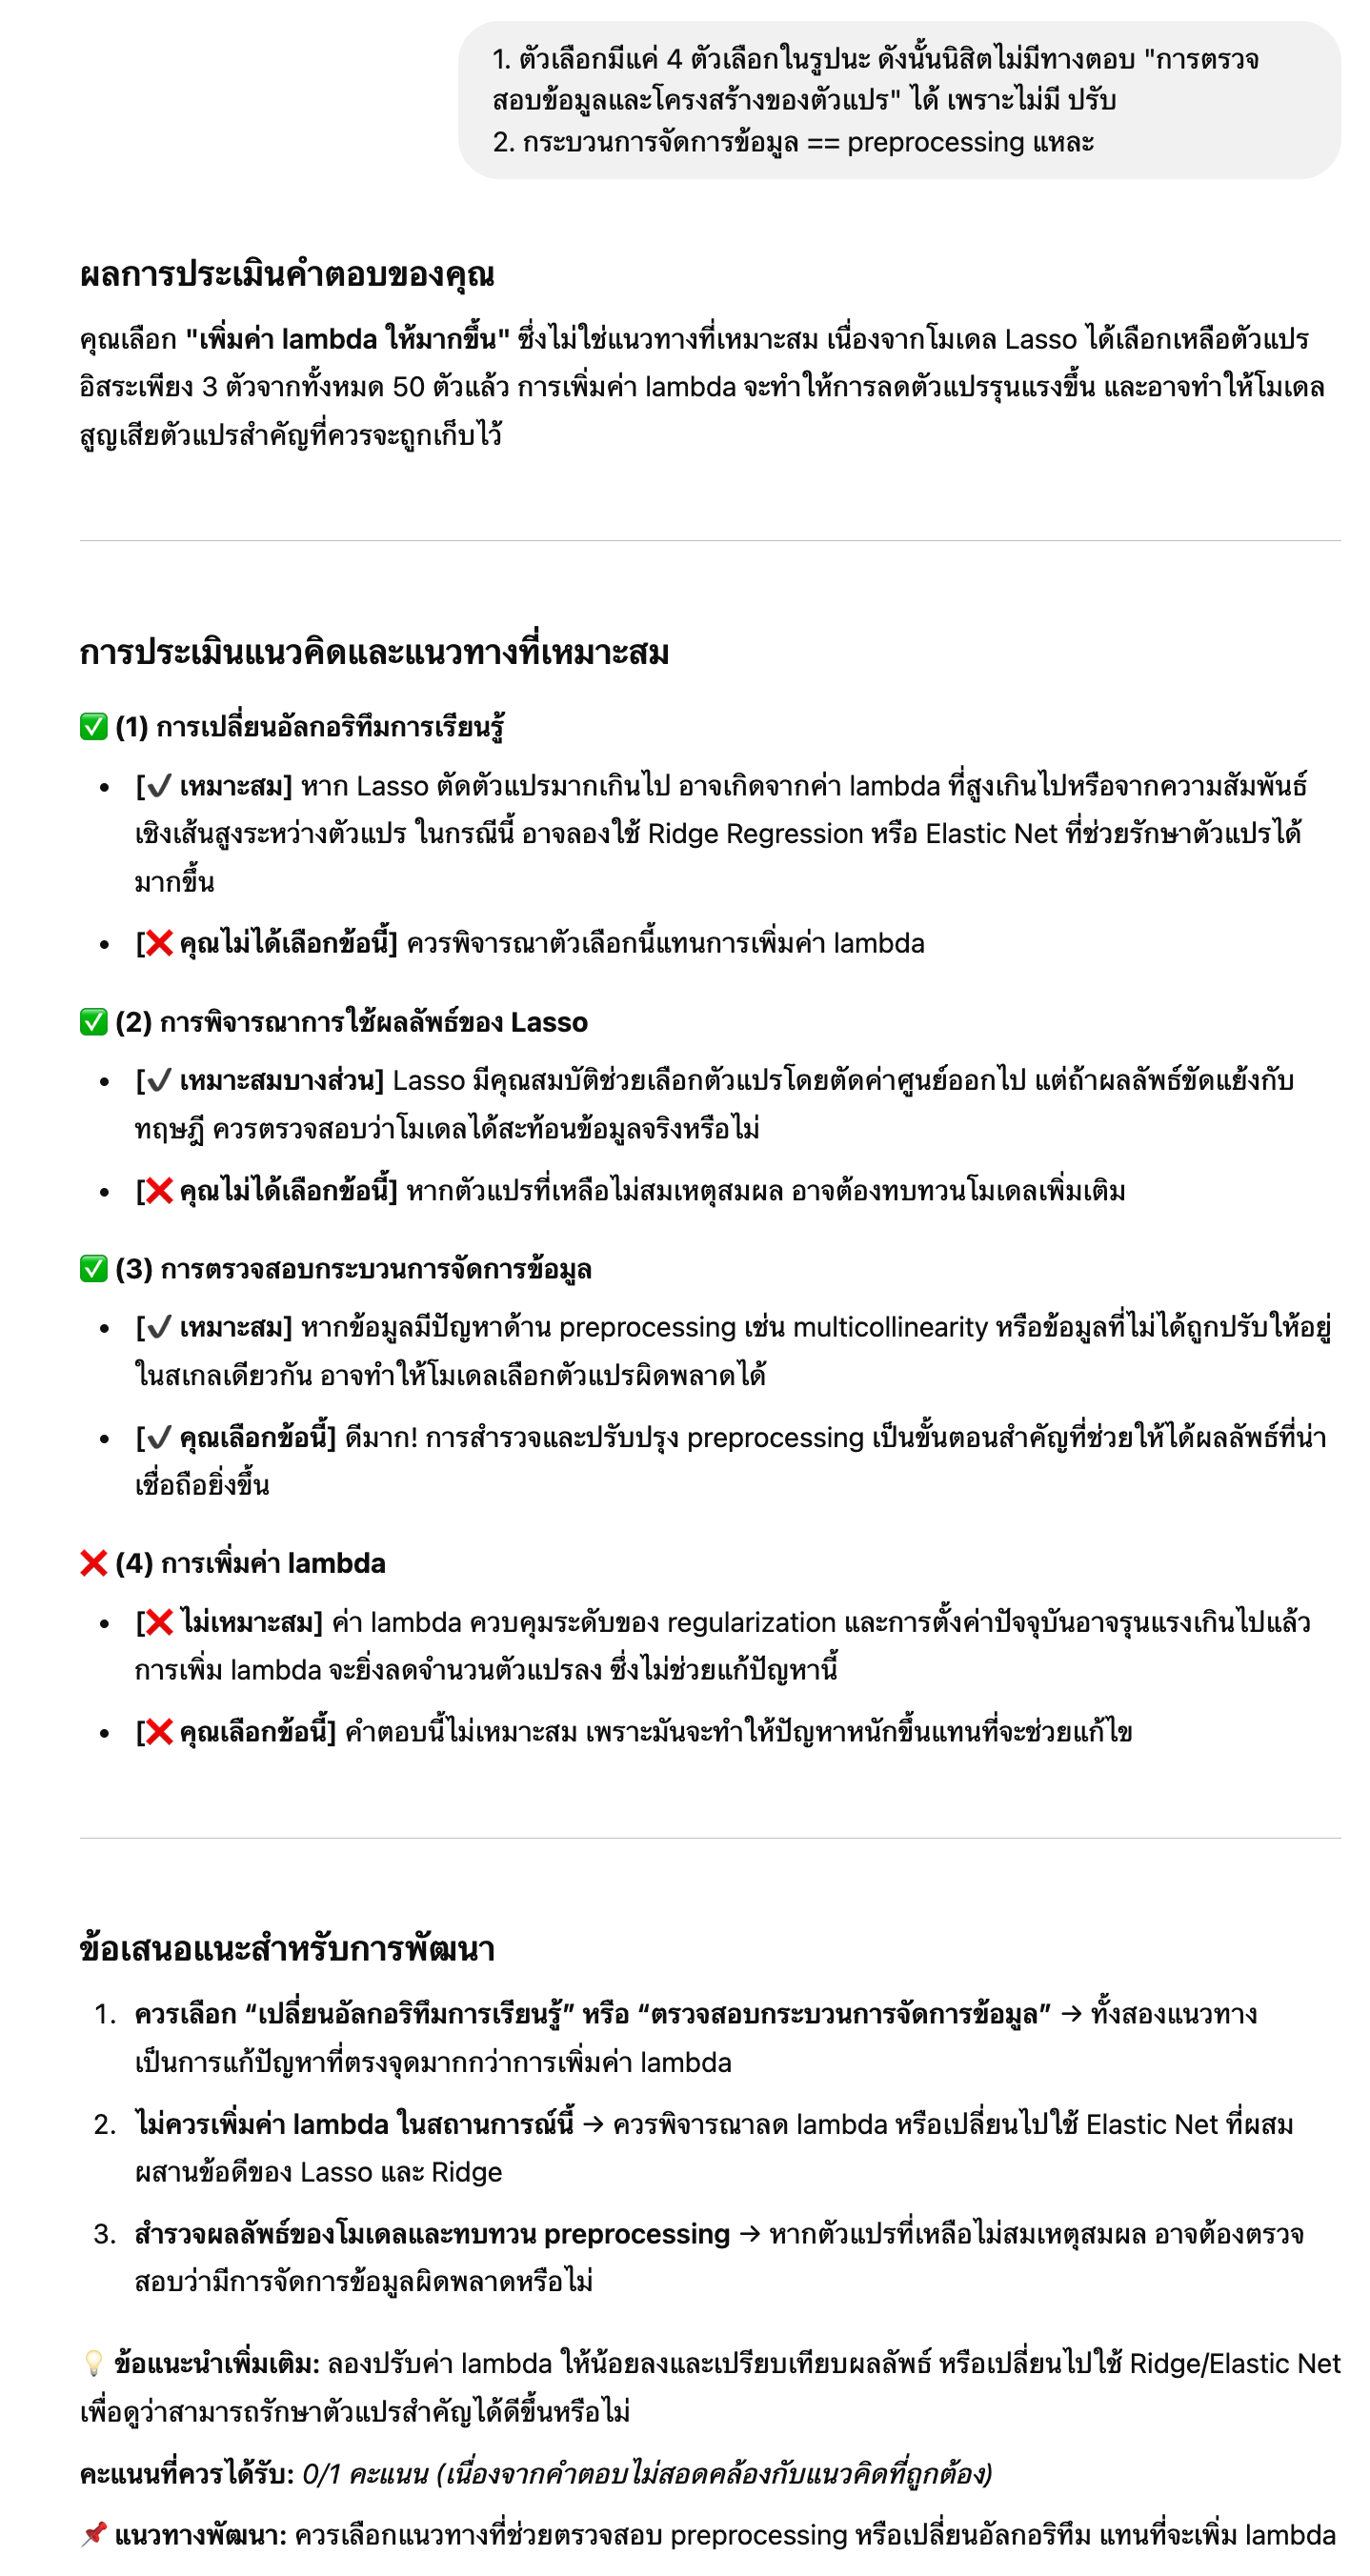 1. ตัวเลือกมีแค่ 4 ตัวเลือกในรูปนะ ดังนั้นนิสิตไม่มีทางตอบ "การตรวจ
สอบข้อมูลและโครงสร้างของตัวแปร" ได้ เพราะไม่มี ปรับ
2. กระบวนการจัดการข้อมูล == preprocessing แหละ
ผลการประเมินคำตอบของคุณ
คุณเลือก "เพิ่มค่า lambda ให้มากขึ้น" ซึ่งไม่ใช่แนวทางที่เหมาะสม เนื่องจากโมเดล Lasso ได้เลือกเหลือตัวแปร
อิสระเพียง 3 ตัวจากทั้งหมด 50 ตัวแล้ว การเพิ่มค่า lambda จะทำให้การลดตัวแปรรุนแรงขึ้น และอาจทำให้โมเดล
สูญเสียตัวแปรสำคัญที่ควรจะถูกเก็บไว้
การประเมินแนวคิดและแนวทางที่เหมาะสม
✅ (1) การเปลี่ยนอัลกอริทึมการเรียนรู้
• [✔ เหมาะสม] หาก Lasso ตัดตัวแปรมากเกินไป อาจเกิดจากค่า lambda ที่สูงเกินไปหรือจากความสัมพันธ์
เชิงเส้นสูงระหว่างตัวแปร ในกรณีนี้ อาจลองใช้ Ridge Regression หรือ Elastic Net ที่ช่วยรักษาตัวแปรได้
มากขึ้น
• [❌ คุณไม่ได้เลือกข้อนี้] ควรพิจารณาตัวเลือกนี้แทนการเพิ่มค่า lambda
✅ (2) การพิจารณาการใช้ผลลัพธ์ของ Lasso
• [✔ เหมาะสมบางส่วน] Lasso มีคุณสมบัติช่วยเลือกตัวแปรโดยตัดค่าศูนย์ออกไป แต่ถ้าผลลัพธ์ขัดแย้งกับ
ทฤษฎี ควรตรวจสอบว่าโมเดลได้สะท้อนข้อมูลจริงหรือไม่
• [❌ คุณไม่ได้เลือกข้อนี้] หากตัวแปรที่เหลือไม่สมเหตุสมผล อาจต้องทบทวนโมเดลเพิ่มเติม
✅ (3) การตรวจสอบกระบวนการจัดการข้อมูล
• [✔ เหมาะสม] หากข้อมูลมีปัญหาด้าน preprocessing เช่น multicollinearity หรือข้อมูลที่ไม่ได้ถูกปรับให้อยู่
ในสเกลเดียวกัน อาจทำให้โมเดลเลือกตัวแปรผิดพลาดได้
• [✔ คุณเลือกข้อนี้] ดีมาก! การสำรวจและปรับปรุง preprocessing เป็นขั้นตอนสำคัญที่ช่วยให้ได้ผลลัพธ์ที่น่า
เชื่อถือยิ่งขึ้น
❌ (4) การเพิ่มค่า lambda
• [❌ ไม่เหมาะสม] ค่า lambda ควบคุมระดับของ regularization และการตั้งค่าปัจจุบันอาจรุนแรงเกินไปแล้ว
การเพิ่ม lambda จะยิ่งลดจำนวนตัวแปรลง ซึ่งไม่ช่วยแก้ปัญหานี้
• [❌ คุณเลือกข้อนี้] คำตอบนี้ไม่เหมาะสม เพราะมันจะทำให้ปัญหาหนักขึ้นแทนที่จะช่วยแก้ไข
ข้อเสนอแนะสำหรับการพัฒนา
1. ควรเลือก “เปลี่ยนอัลกอริทึมการเรียนรู้” หรือ “ตรวจสอบกระบวนการจัดการข้อมูล” → ทั้งสองแนวทาง
เป็นการแก้ปัญหาที่ตรงจุดมากกว่าการเพิ่มค่า lambda
2. ไม่ควรเพิ่มค่า lambda ในสถานการณ์นี้ → ควรพิจารณาลด lambda หรือเปลี่ยนไปใช้ Elastic Net ที่ผสม
ผสานข้อดีของ Lasso และ Ridge
3. สำรวจผลลัพธ์ของโมเดลและทบทวน preprocessing → หากตัวแปรที่เหลือไม่สมเหตุสมผล อาจต้องตรวจ
สอบว่ามีการจัดการข้อมูลผิดพลาดหรือไม่
💡 ข้อแนะนำเพิ่มเติม: ลองปรับค่า lambda ให้น้อยลงและเปรียบเทียบผลลัพธ์ หรือเปลี่ยนไปใช้ Ridge/Elastic Net
เพื่อดูว่าสามารถรักษาตัวแปรสำคัญได้ดีขึ้นหรือไม่
คะแนนที่ควรได้รับ: 0/1 คะแนน (เนื่องจากคำตอบไม่สอดคล้องกับแนวคิดที่ถูกต้อง)
📌 แนวทางพัฒนา: ควรเลือกแนวทางที่ช่วยตรวจสอบ preprocessing หรือเปลี่ยนอัลกอริทึม แทนที่จะเพิ่ม lambda